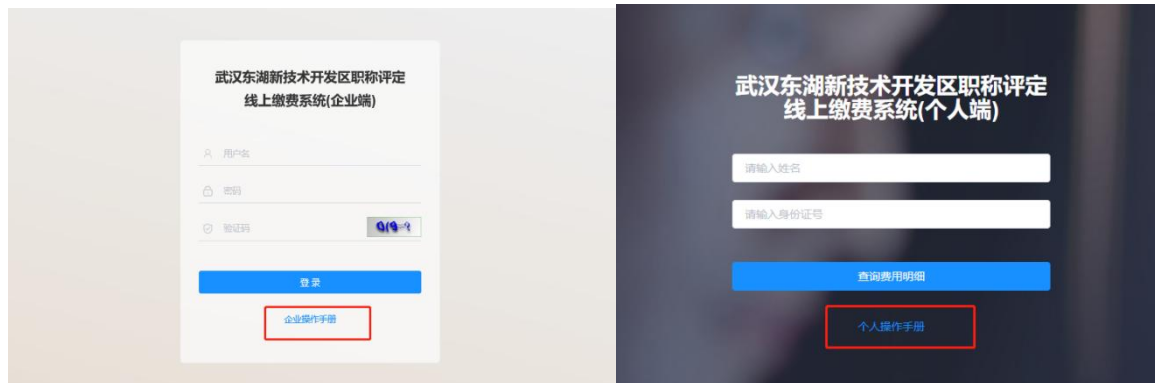 武汉东湖新技术开发区职称评定
线上缴费系统(企业端)
用户名
密码
验证码
登录
企业操作手册
武汉东湖新技术开发区职称评定
线上缴费系统(个人端)
请输入姓名
请输入身份证号
查询费用明细
个人操作手册